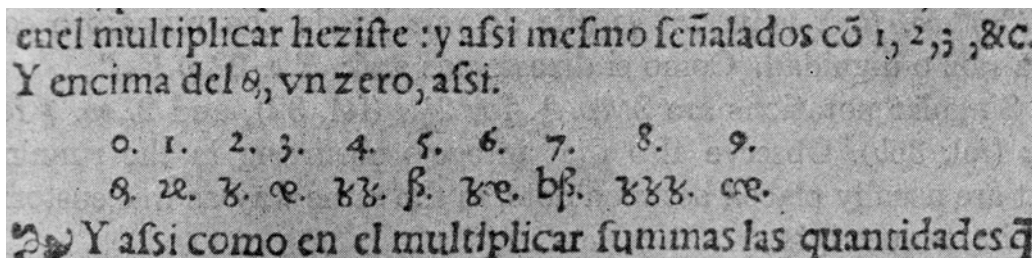 enel multiplicar heziſte : y aſsi meſmo ſeñalados cõ 1, 2, 3, &c.
Y encima del ꝯ, vn zero, aſsi.
0. 1. 2. 3. 4. 5. 6. 7. 8. 9.
bſſ.
Y aſsi como en el multiplicar ſummas las quantidades q̃